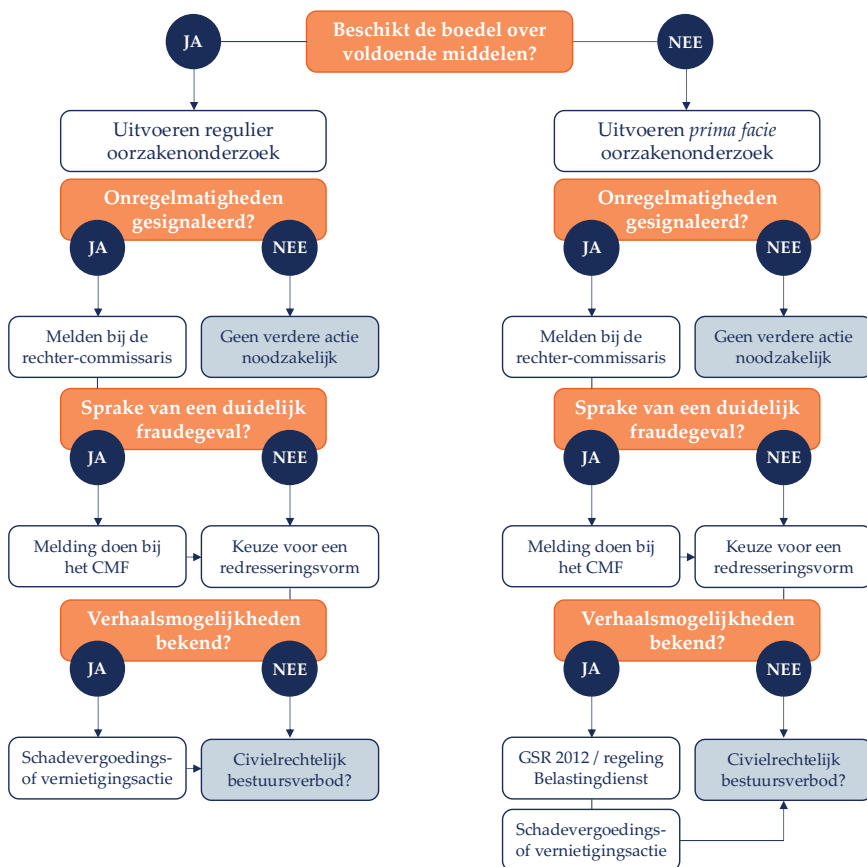 Beschikt de boedel over
voldoende middelen?
JA
NEE
Uitvoeren regulier
oorzakenonderzoek
Uitvoeren prima facie
oorzakenonderzoek
Onregelmatigheden
gesignaleerd?
JA
NEE
Onregelmatigheden
gesignaleerd?
JA
NEE
Melden bij de
rechter-commissaris
Geen verdere actie
noodzakelijk
Melden bij de
rechter-commissaris
Geen verdere actie
noodzakelijk
Sprake van een duidelijk
fraudegeval?
JA
NEE
Sprake van een duidelijk
fraudegeval?
JA
NEE
Melding doen bij
het CMF
Keuze voor een
redresseringsvorm
Melding doen bij
het CMF
Keuze voor een
redresseringsvorm
Verhaalsmogelijkheden
bekend?
JA
NEE
Verhaalsmogelijkheden
bekend?
JA
NEE
Schadevergoedings-
of vernietigingsactie
Civielrechtelijk
bestuursverbod?
GSR 2012 / regeling
Belastingdienst
Civielrechtelijk
bestuursverbod?
Schadevergoedings-
of vernietigingsactie